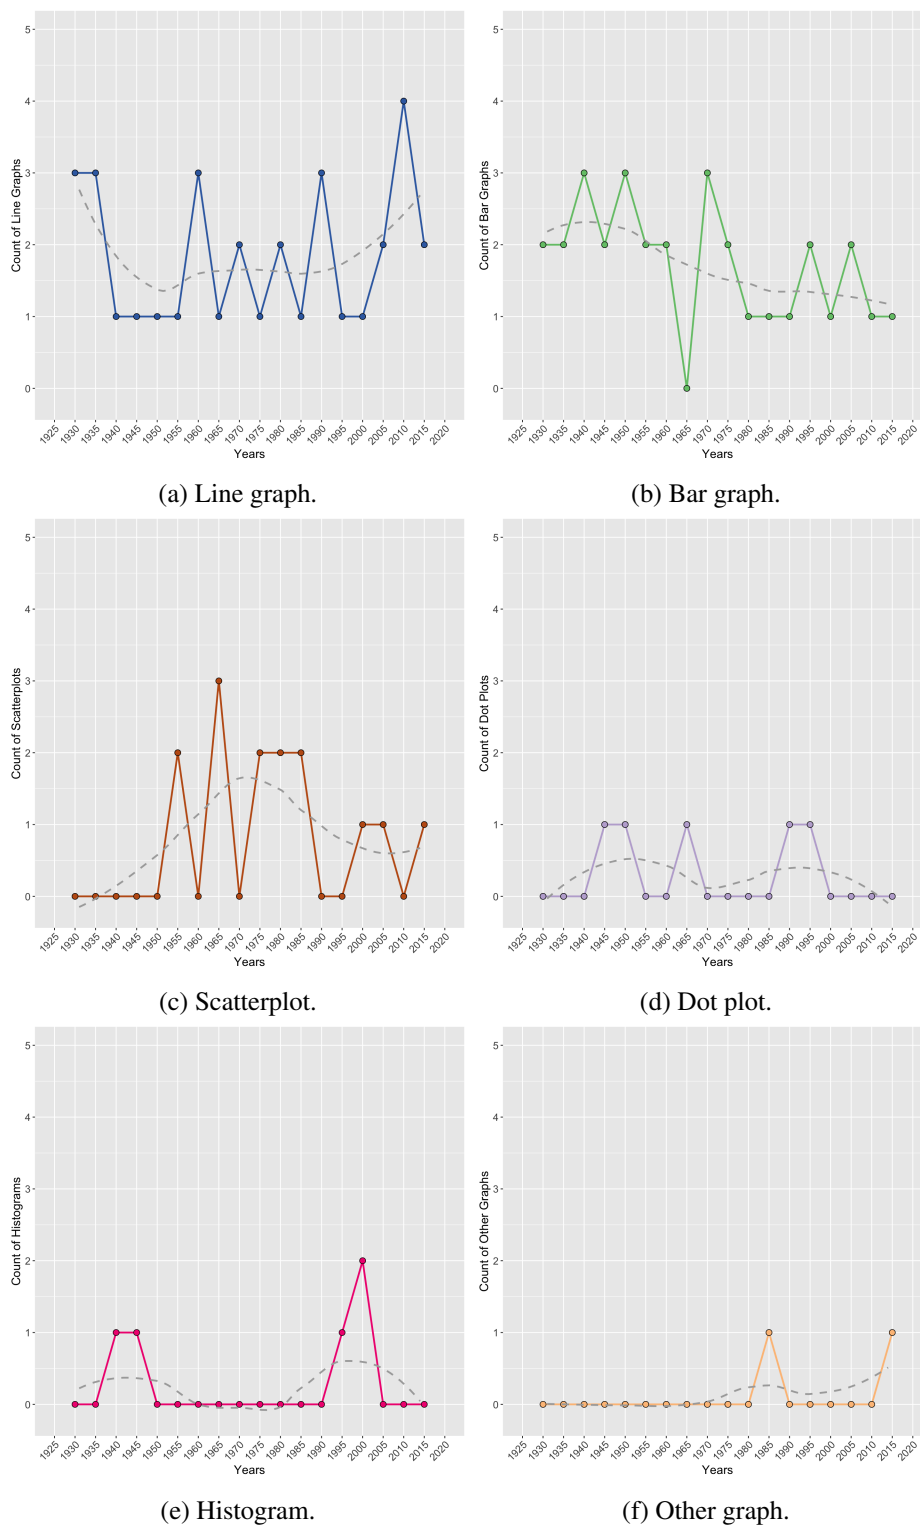 5
4
3
2
1
0
Count of Line Graphs
1925 1930 1935 1940 1945 1950 1955 1960 1965 1970 1975 1980 1985 1990 1995 2000 2005 2010 2015 2020
Years
(a) Line graph.
5
4
3
2
1
0
Count of Bar Graphs
1925 1930 1935 1940 1945 1950 1955 1960 1965 1970 1975 1980 1985 1990 1995 2000 2005 2010 2015 2020
Years
(b) Bar graph.
5
4
3
2
1
0
Count of Scatterplots
1925 1930 1935 1940 1945 1950 1955 1960 1965 1970 1975 1980 1985 1990 1995 2000 2005 2010 2015 2020
Years
(c) Scatterplot.
5
4
3
2
1
0
Count of Dot Plots
1925 1930 1935 1940 1945 1950 1955 1960 1965 1970 1975 1980 1985 1990 1995 2000 2005 2010 2015 2020
Years
(d) Dot plot.
5
4
3
2
1
0
Count of Histograms
1925 1930 1935 1940 1945 1950 1955 1960 1965 1970 1975 1980 1985 1990 1995 2000 2005 2010 2015 2020
Years
(e) Histogram.
5
4
3
2
1
0
Count of Other Graphs
1925 1930 1935 1940 1945 1950 1955 1960 1965 1970 1975 1980 1985 1990 1995 2000 2005 2010 2015 2020
Years
(f) Other graph.